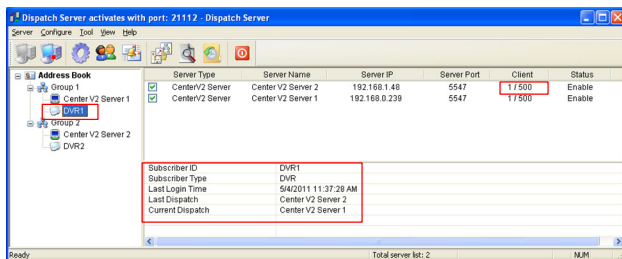 Dispatch Server activates with port: 21112 - Dispatch Server
Server Configure Tool View Help
Address Book
Group 1
Center V2 Server 1
DVR1
Group 2
Center V2 Server 2
DVR2
Server Type Server Name Server IP Server Port Client Status
CenterV2 Server Center V2 Server 2 192.168.1.48 5547 1 / 500 Enable
CenterV2 Server Center V2 Server 1 192.168.0.239 5547 1 / 500 Enable
Subscriber ID DVR1
Subscriber Type DVR
Last Login Time 5/4/2011 11:37:28 AM
Last Dispatch Center V2 Server 2
Current Dispatch Center V2 Server 1
Ready Total server list: 2 NUM